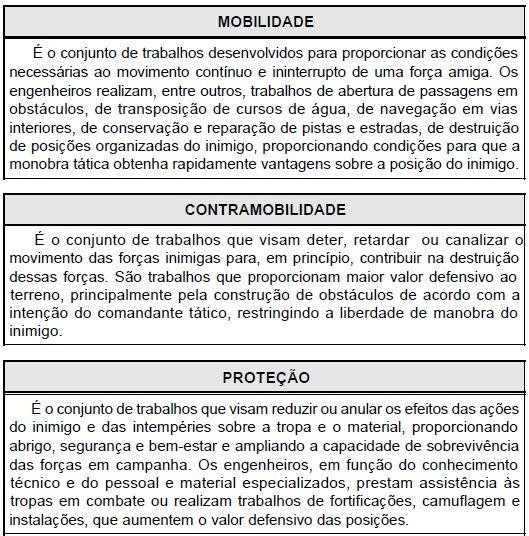 MOBILIDADE
É o conjunto de trabalhos desenvolvidos para proporcionar as condições
necessárias ao movimento contínuo e ininterrupto de uma força amiga. Os
engenheiros realizam, entre outros, trabalhos de abertura de passagens em
obstáculos, de transposição de cursos de água, de navegação em vias
interiores, de conservação e reparação de pistas e estradas, de destruição
de posições organizadas do inimigo, proporcionando condições para que a
monobra tática obtenha rapidamente vantagens sobre a posição do inimigo.
CONTRAMOBILIDADE
É o conjunto de trabalhos que visam deter, retardar ou canalizar o
movimento das forças inimigas para, em princípio, contribuir na destruição
dessas forças. São trabalhos que proporcionam maior valor defensivo ao
terreno, principalmente pela construção de obstáculos de acordo com a
intenção do comandante tático, restringindo a liberdade de manobra do
inimigo.
PROTEÇÃO
É o conjunto de trabalhos que visam reduzir ou anular os efeitos das ações
do inimigo e das intempéries sobre a tropa e o material, proporcionando
abrigo, segurança e bem-estar e ampliando a capacidade de sobrevivência
das forças em campanha. Os engenheiros, em função do conhecimento
técnico e do pessoal e material especializados, prestam assistência às
tropas em combate ou realizam trabalhos de fortificações, camuflagem e
instalações, que aumentem o valor defensivo das posições.